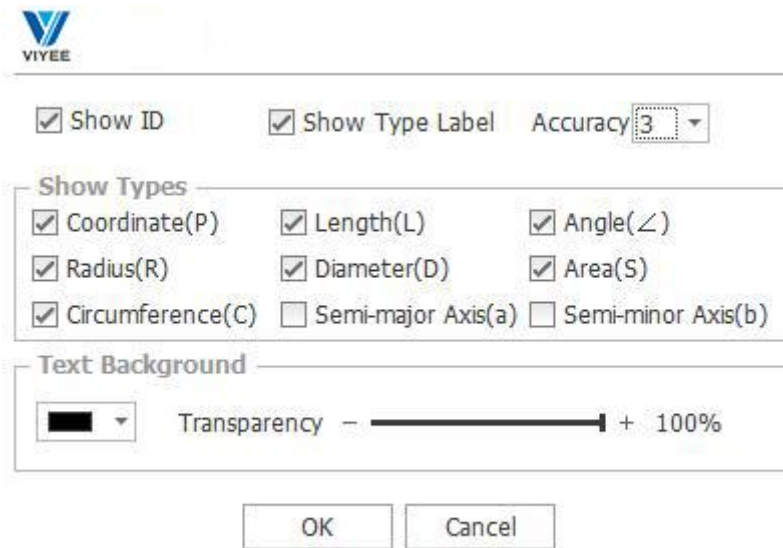 VIYEE
Show ID Show Type Label Accuracy 3
Show Types
Coordinate(P) Length(L) Angle(∠)
Radius(R) Diameter(D) Area(S)
Circumference(C) Semi-major Axis(a) Semi-minor Axis(b)
Text Background
Transparency − + 100%
OK Cancel